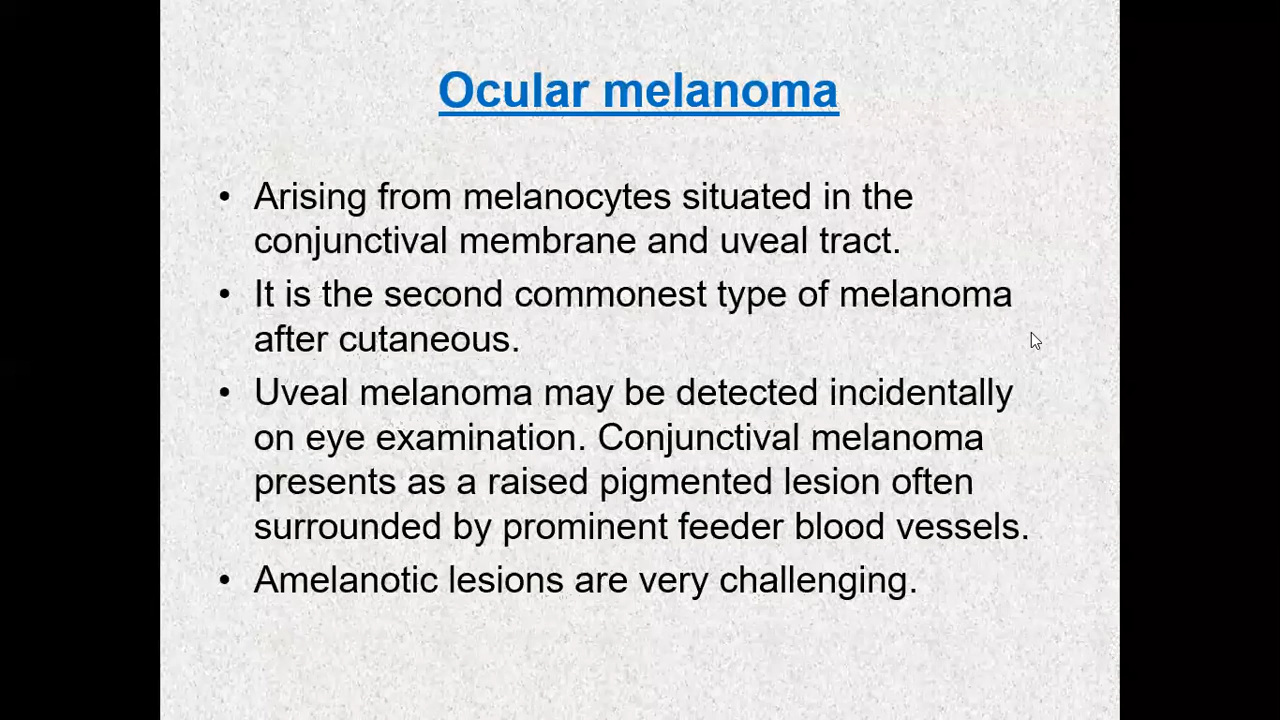 Ocular melanoma
• Arising from melanocytes situated in the
conjunctival membrane and uveal tract.
• It is the second commonest type of melanoma
after cutaneous.
• Uveal melanoma may be detected incidentally
on eye examination. Conjunctival melanoma
presents as a raised pigmented lesion often
surrounded by prominent feeder blood vessels.
• Amelanotic lesions are very challenging.